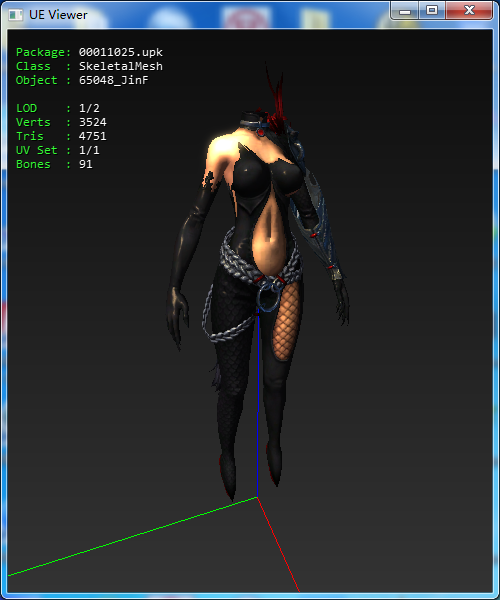 UE Viewer
Package: 00011025.upk
Class : SkeletalMesh
Object : 65048_JinF
LOD : 1/2
Verts : 3524
Tris : 4751
UV Set : 1/1
Bones : 91